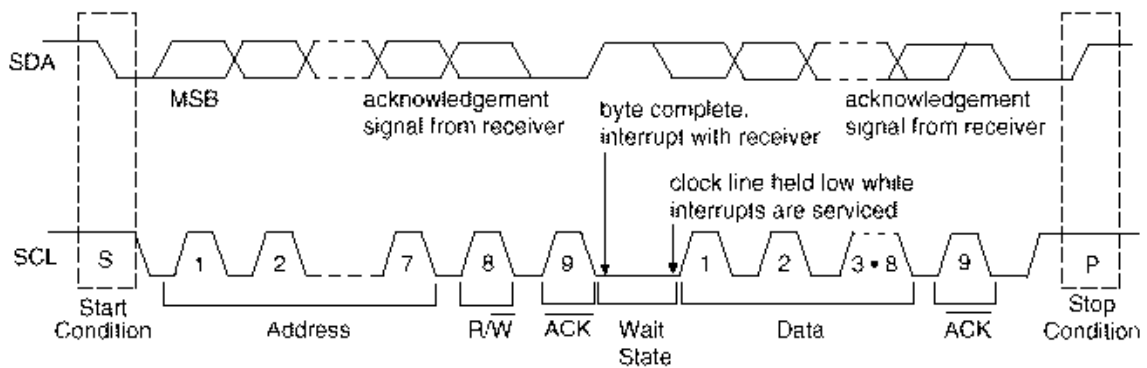 SDA
MSB
acknowledgement
signal from receiver
byte complete,
interrupt with receiver
acknowledgement
signal from receiver
clock line held low while
interrupts are serviced
SCL
S 1 2 7 8 9 1 2 3 • 8 9 P
Start
Condition
Address
R/W̅
A̅C̅K̅
Wait
State
Data
A̅C̅K̅
Stop
Condition